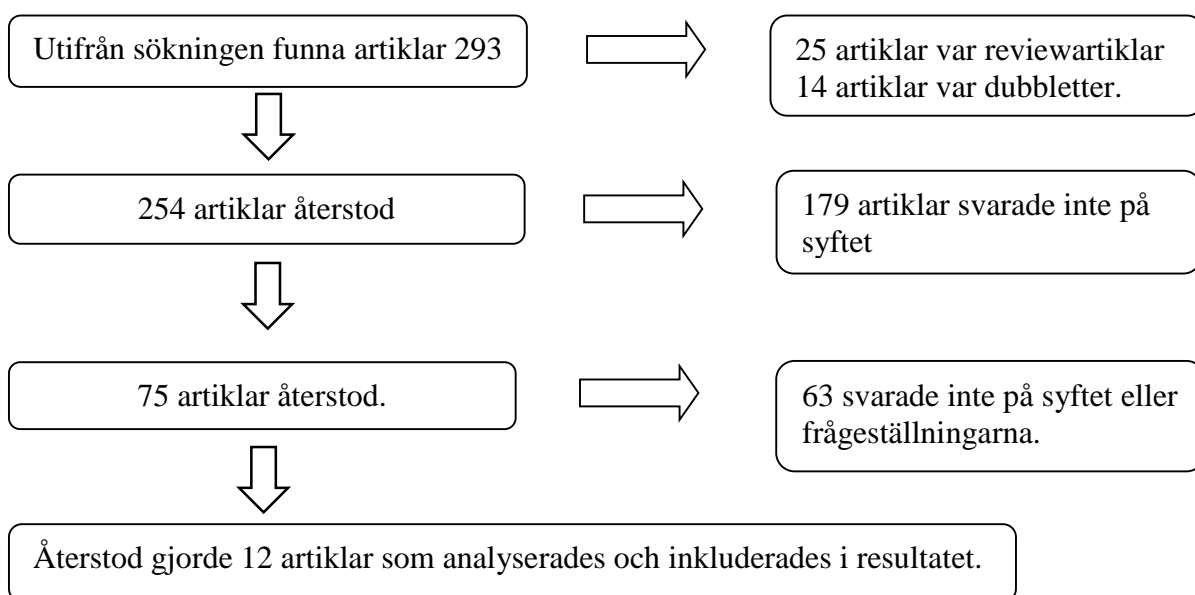 Utifrån sökningen funna artiklar 293
25 artiklar var reviewartiklar
14 artiklar var dubbletter.
254 artiklar återstod
179 artiklar svarade inte på
syftet
75 artiklar återstod.
63 svarade inte på syftet eller
frågeställningarna.
Återstod gjorde 12 artiklar som analyserades och inkluderades i resultatet.